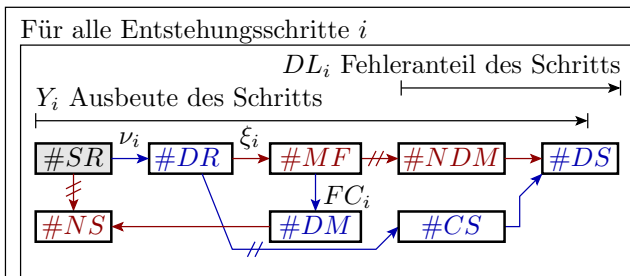 Für alle Entstehungsschritte i
DL_i Fehleranteil des Schritts
Y_i Ausbeute des Schritts
ν_i ξ_i
#SR #DR #MF #NDM #DS
FC_i
#NS #DM #CS